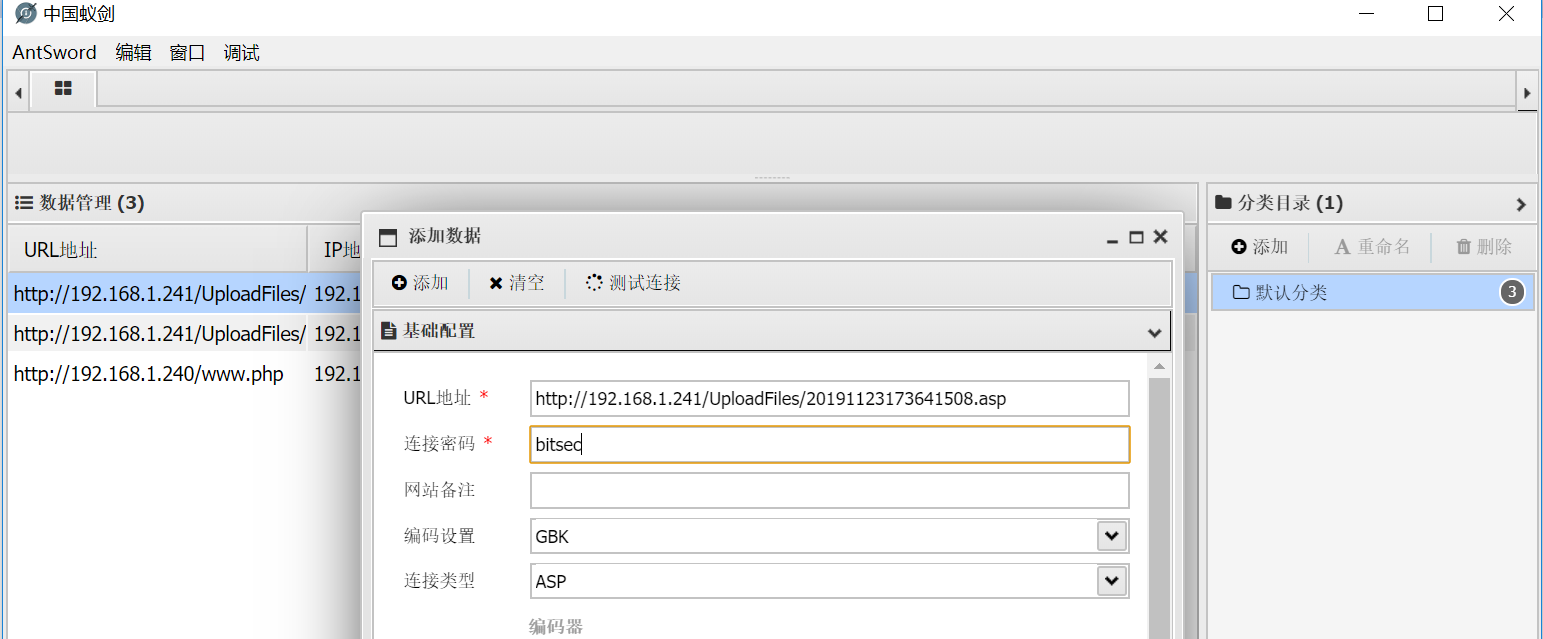 中国蚁剑
AntSword 编辑 窗口 调试
数据管理 (3)
分类目录 (1)
添加数据
URL地址 IP地
添加 重命名 删除
添加 清空 测试连接
http://192.168.1.241/UploadFiles/ 192.1
默认分类 3
基础配置
http://192.168.1.241/UploadFiles/ 192.1
http://192.168.1.240/www.php 192.1
URL地址 * http://192.168.1.241/UploadFiles/20191123173641508.asp
连接密码 * bitsec
网站备注
编码设置 GBK
连接类型 ASP
编码器